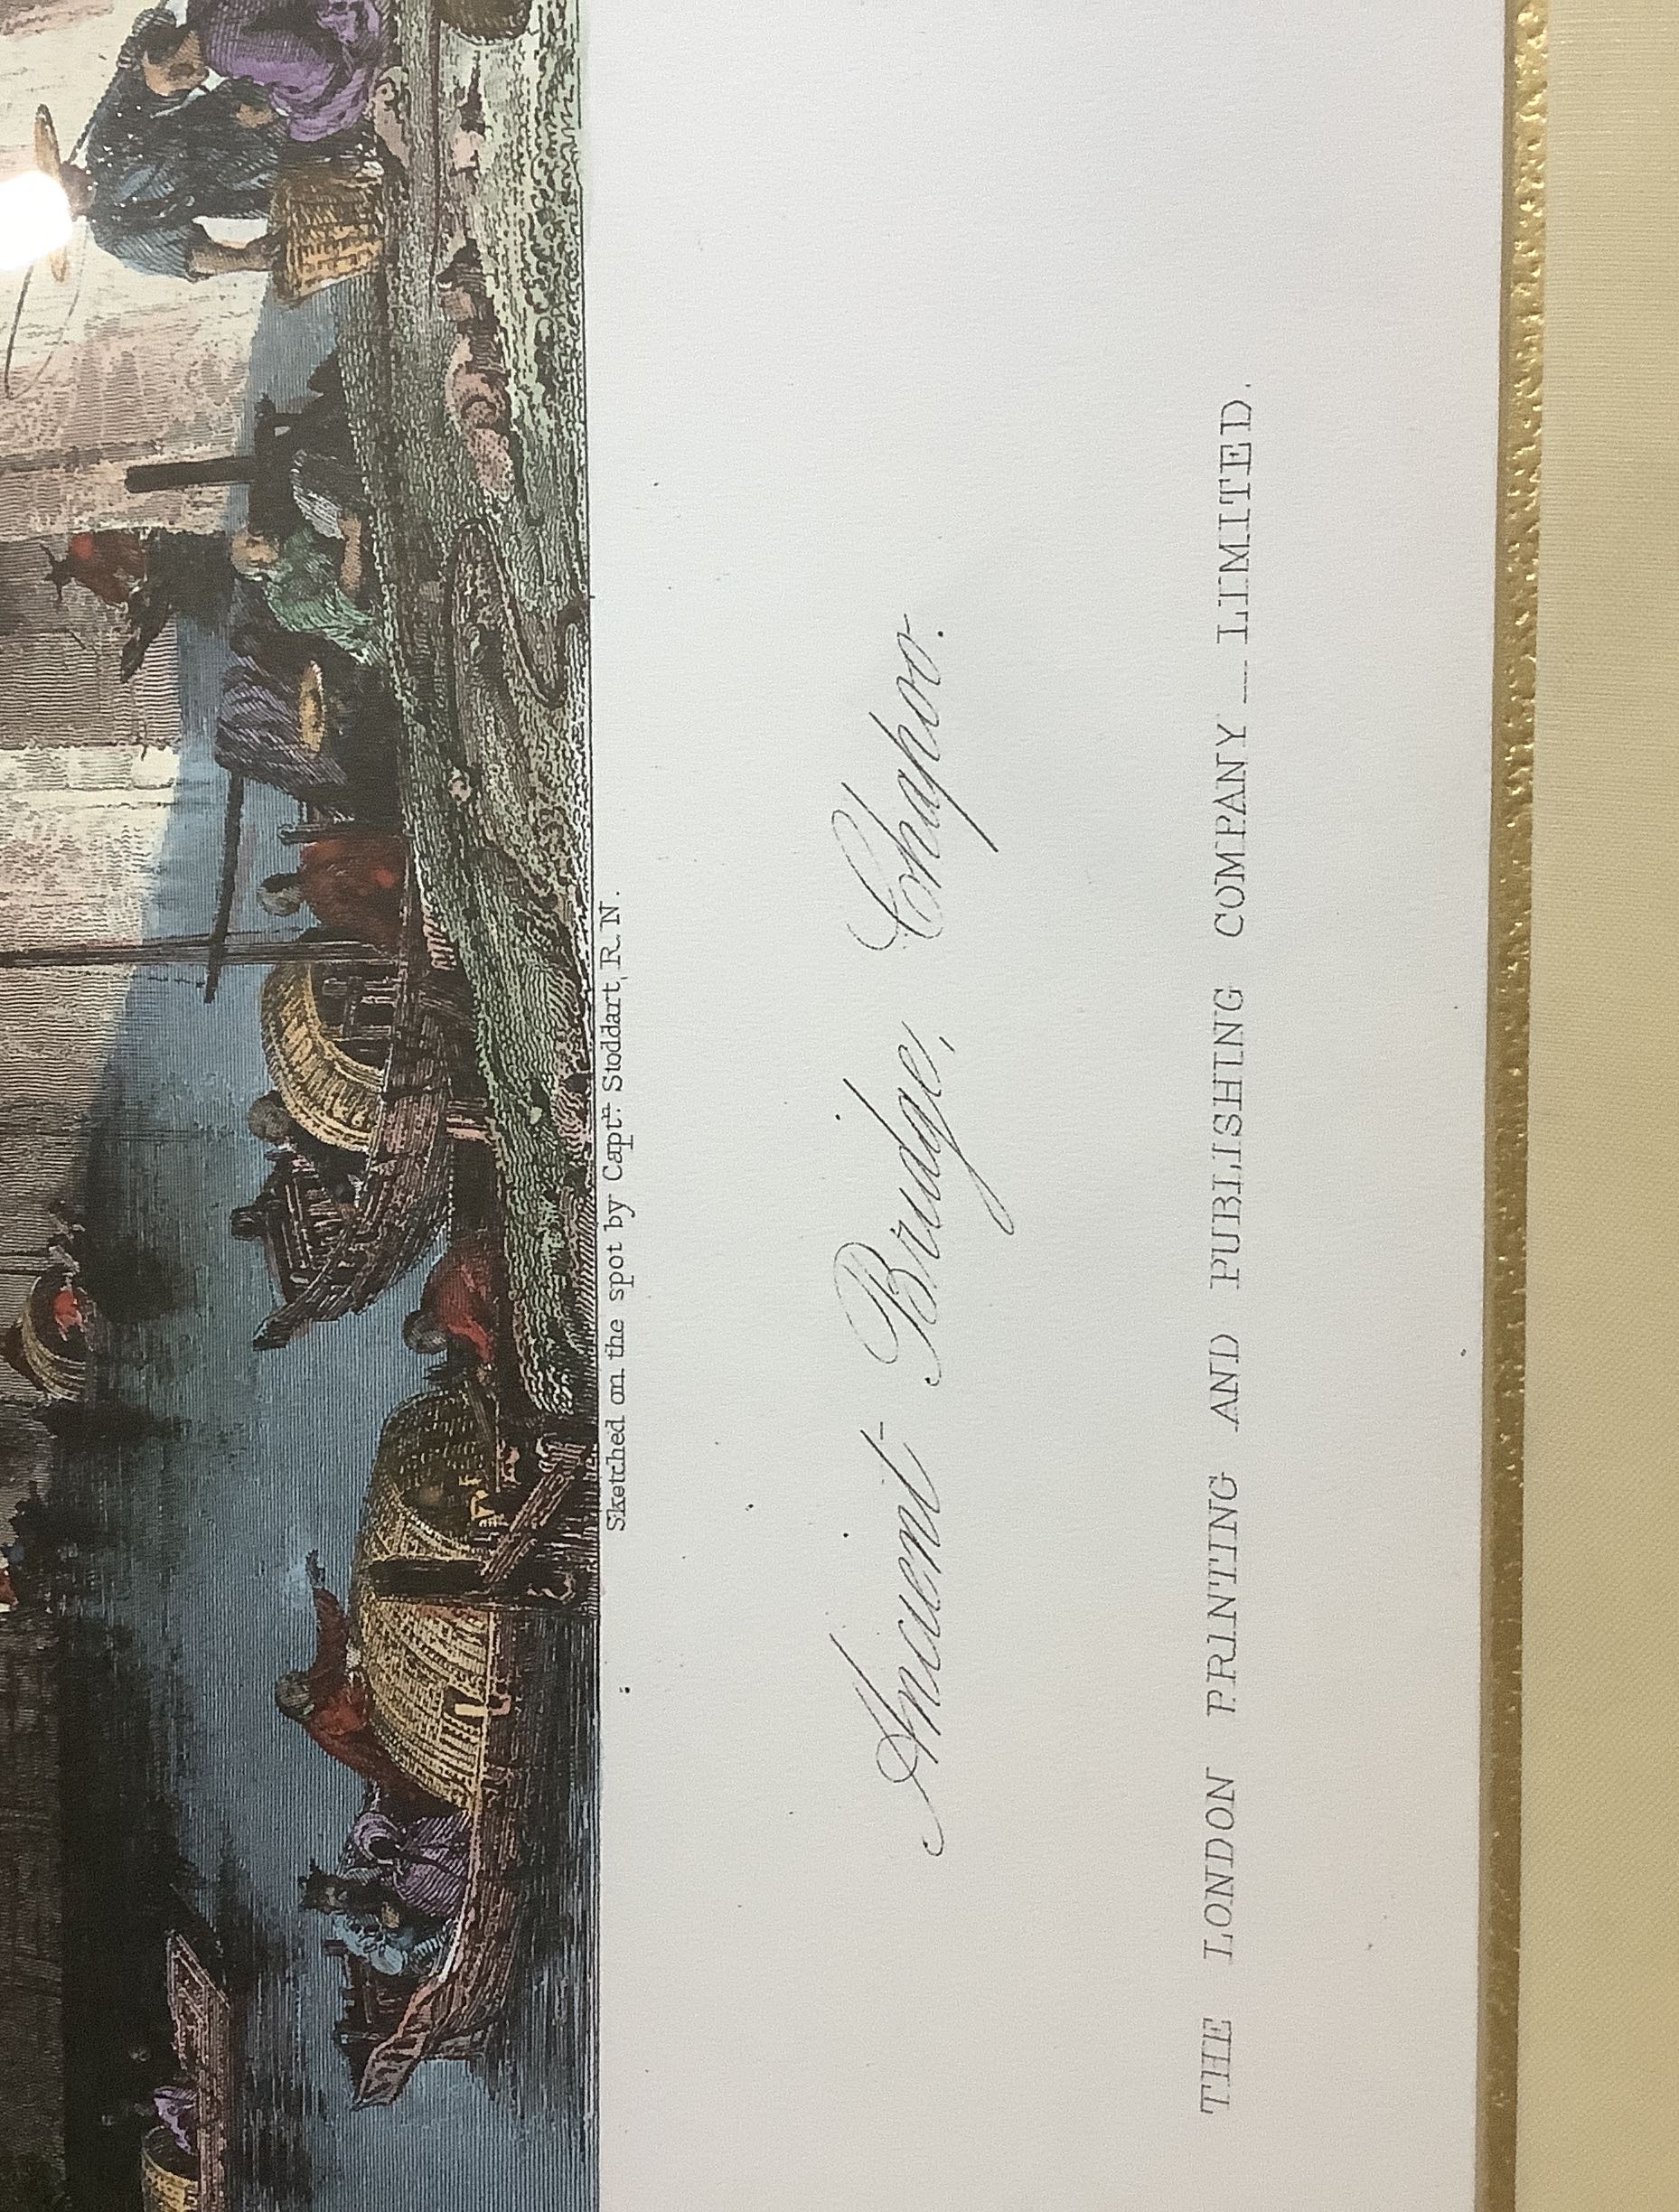 Sketched on the spot by Captn. Stoddart, R. N.
Ancient Bridge, Chapoo.
THE LONDON PRINTING AND PUBLISHING COMPANY — LIMITED.